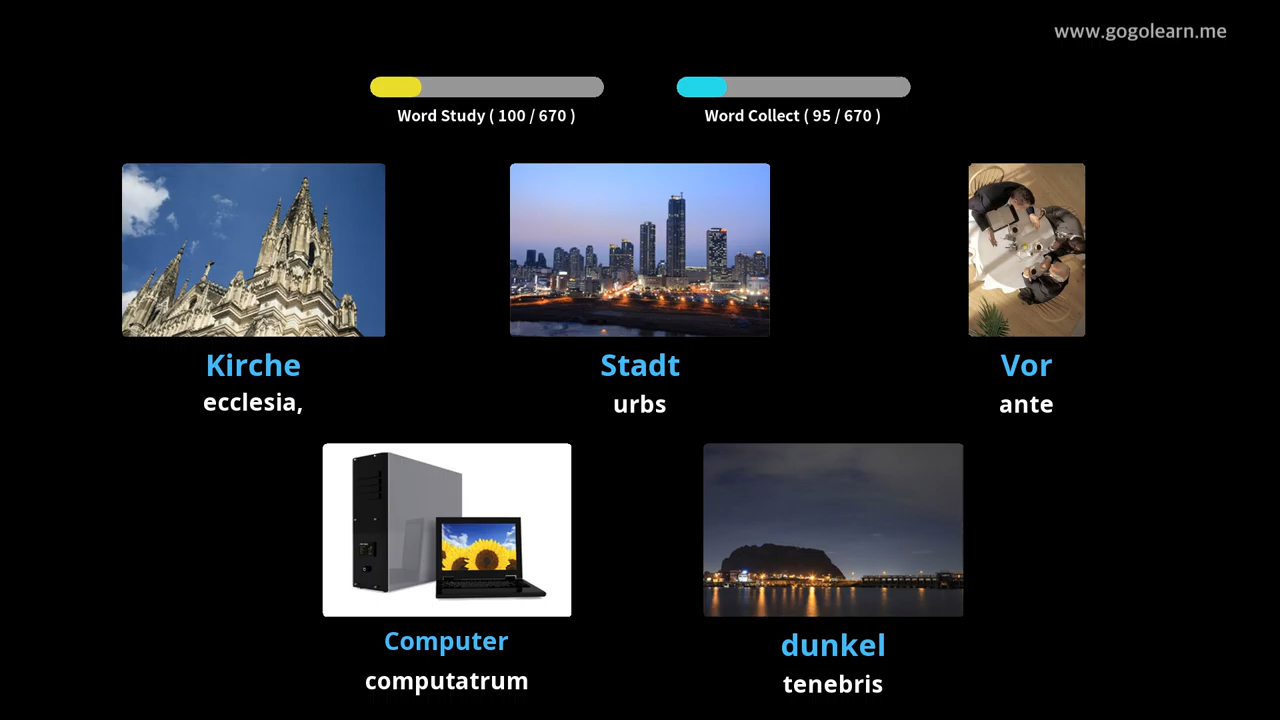 www.gogolearn.me
Word Study ( 100 / 670 )
Word Collect ( 95 / 670 )
Kirche
ecclesia,
Stadt
urbs
Vor
ante
Computer
computatrum
dunkel
tenebris